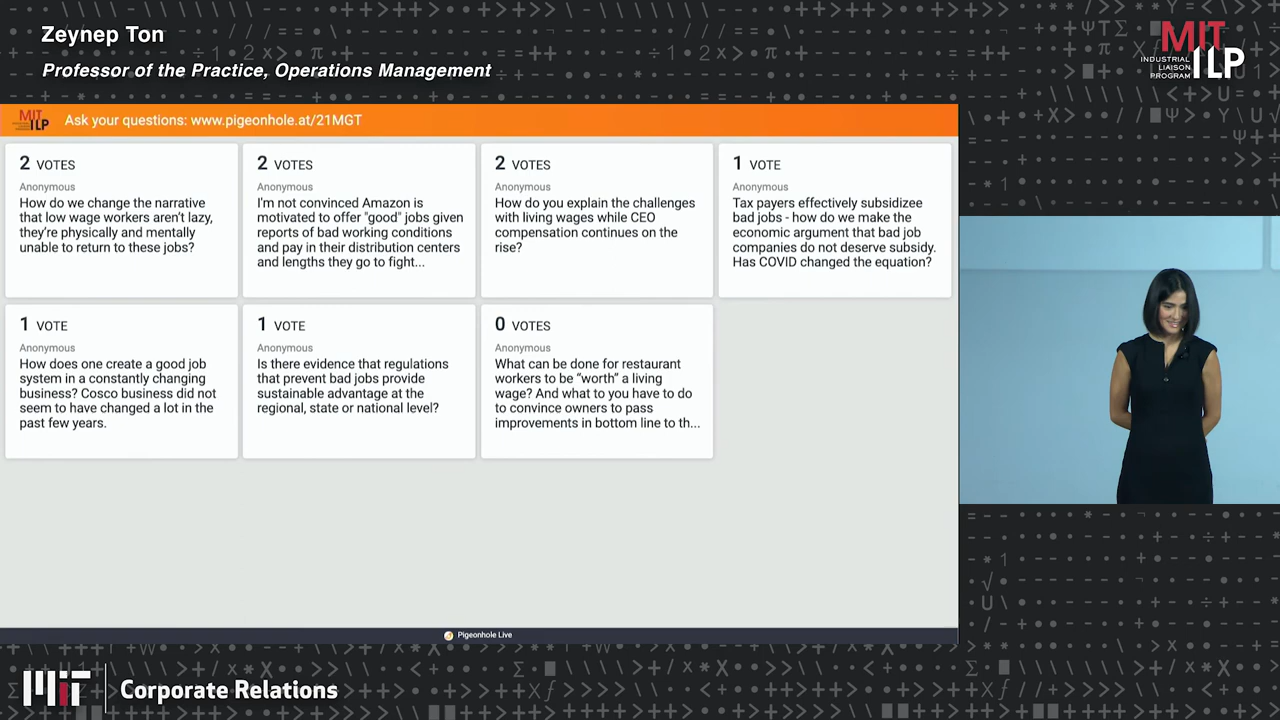 Zeynep Ton
Professor of the Practice, Operations Management
MIT
INDUSTRIAL
LIAISON
PROGRAM
ILP
MIT
ILP
Ask your questions: www.pigeonhole.at/21MGT
2 VOTES
Anonymous
How do we change the narrative
that low wage workers aren’t lazy,
they’re physically and mentally
unable to return to these jobs?
2 VOTES
Anonymous
I'm not convinced Amazon is
motivated to offer "good" jobs given
reports of bad working conditions
and pay in their distribution centers
and lengths they go to fight...
2 VOTES
Anonymous
How do you explain the challenges
with living wages while CEO
compensation continues on the
rise?
1 VOTE
Anonymous
Tax payers effectively subsidizee
bad jobs - how do we make the
economic argument that bad job
companies do not deserve subsidy.
Has COVID changed the equation?
1 VOTE
Anonymous
How does one create a good job
system in a constantly changing
business? Cosco business did not
seem to have changed a lot in the
past few years.
1 VOTE
Anonymous
Is there evidence that regulations
that prevent bad jobs provide
sustainable advantage at the
regional, state or national level?
0 VOTES
Anonymous
What can be done for restaurant
workers to be “worth” a living
wage? And what to you have to do
to convince owners to pass
improvements in bottom line to th...
Pigeonhole Live
MIT
Corporate Relations